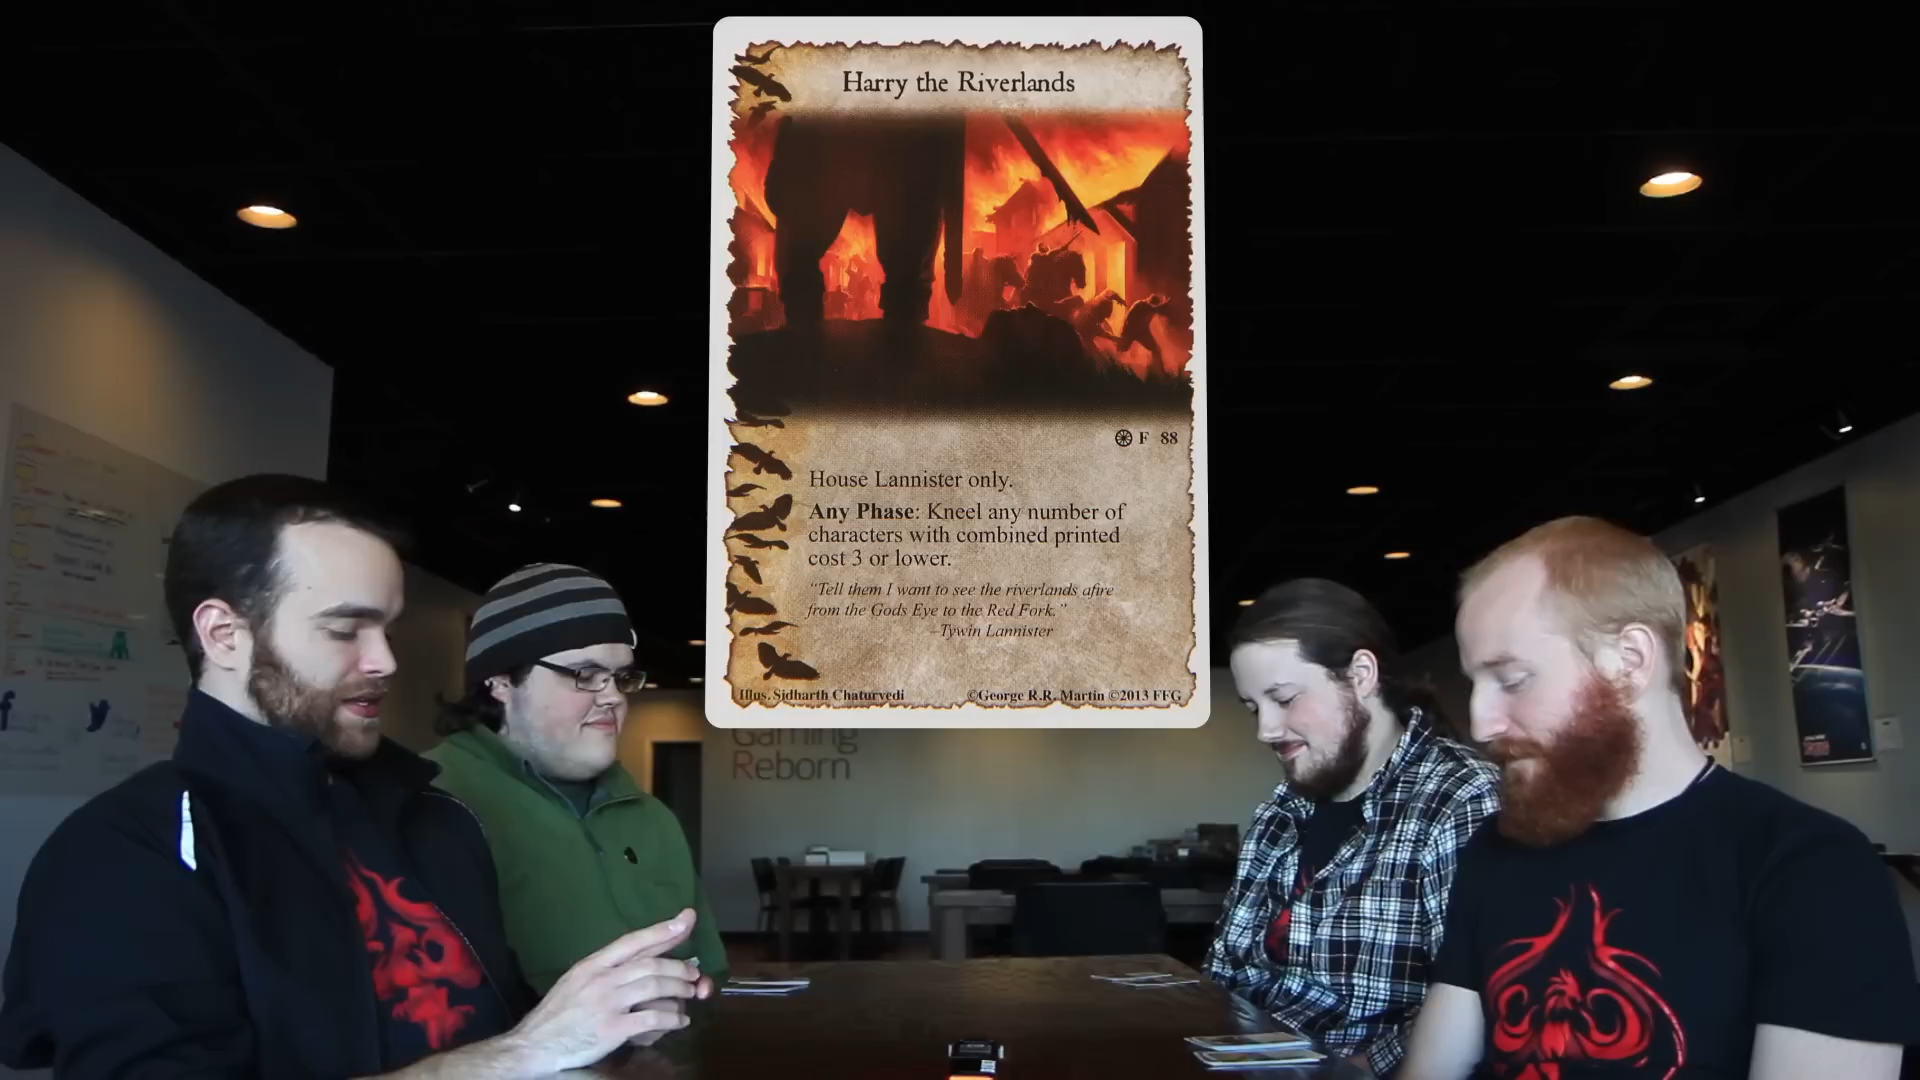 Harry the Riverlands
F 88
House Lannister only.
Any Phase: Kneel any number of
characters with combined printed
cost 3 or lower.
“Tell them I want to see the riverlands afire
from the Gods Eye to the Red Fork.”
–Tywin Lannister
Illus. Sidharth Chaturvedi ©George R.R. Martin ©2013 FFG
Gaming
Reborn